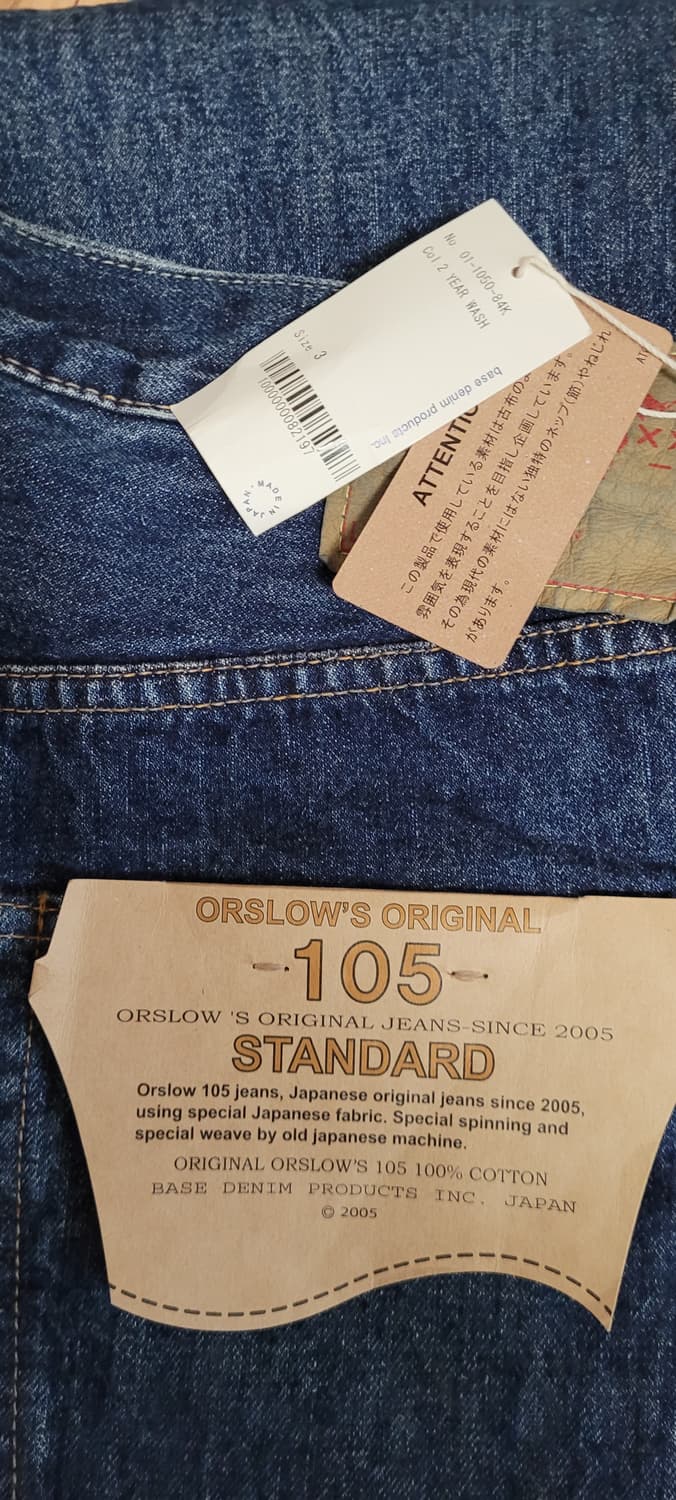 No 01-1050-84K
Col 2 YEAR WASH
Size 3
1000000082197
base denim products inc.
MADE IN JAPAN
この製品で使用している素材は古布の
雰囲気を表現することを目指し企画しています。
その為現代の素材にはない独特のネップ(節)やねじれ
があります。
ORSLOW'S ORIGINAL
105
ORSLOW 'S ORIGINAL JEANS-SINCE 2005
STANDARD
Orslow 105 jeans, Japanese original jeans since 2005,
using special Japanese fabric. Special spinning and
special weave by old japanese machine.
ORIGINAL ORSLOW'S 105 100% COTTON
BASE DENIM PRODUCTS INC. JAPAN
© 2005